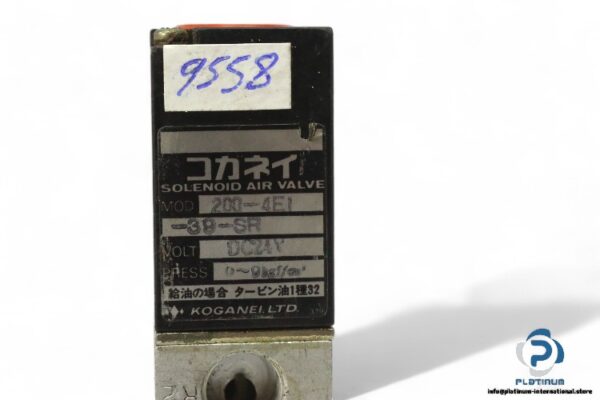 9558
コガネイ
SOLENOID AIR VALVE
MOD 200-4E1
-39-SR
VOLT DC24V
PRESS 0~9kgf/cm²
給油の場合 タービン油1種32
KOGANEI.LTD.
R2
PLATINUM
INTERNATIONAL
info@platinum-international.store